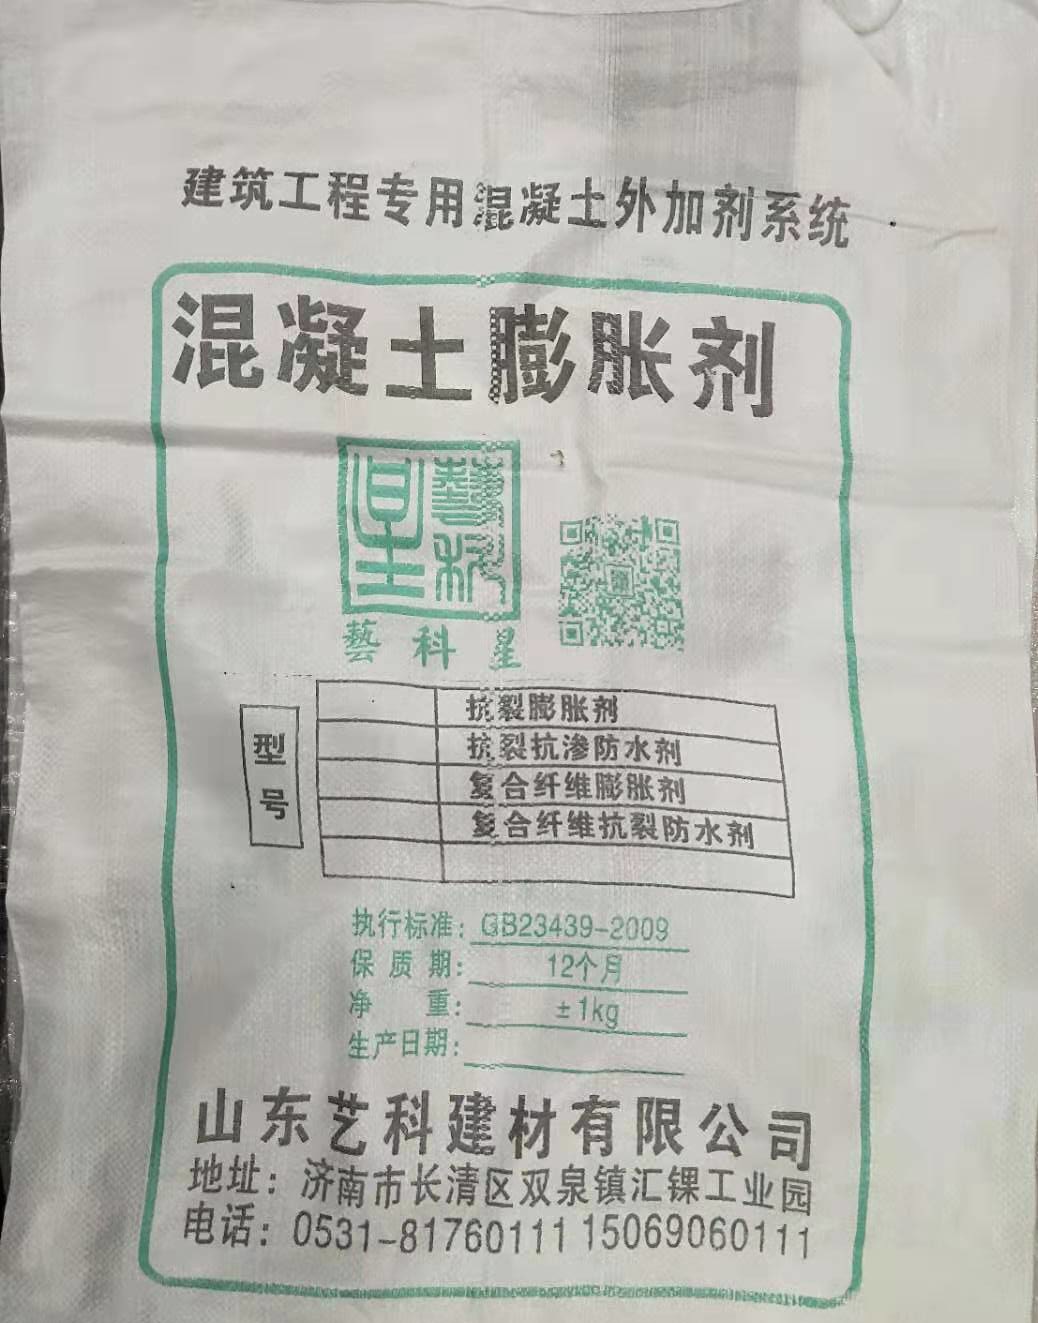 建筑工程专用混凝土外加剂系统
混凝土膨胀剂
藝科星
藝科星
型号
抗裂膨胀剂
抗裂抗渗防水剂
复合纤维膨胀剂
复合纤维抗裂防水剂
执行标准：GB23439-2009
保质期：12个月
净重：±1kg
生产日期：
山东艺科建材有限公司
地址：济南市长清区双泉镇汇锞工业园
电话：0531-81760111 15069060111